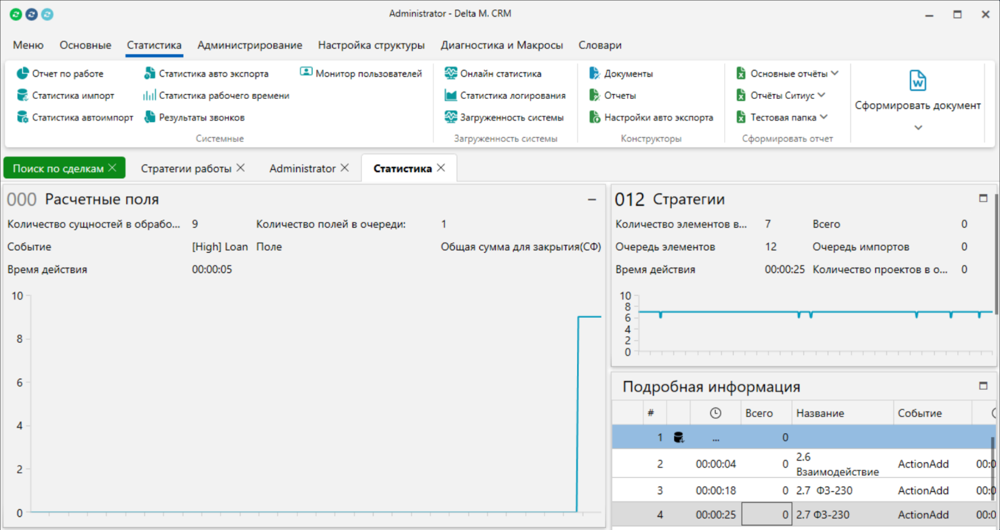 Administrator - Delta M. CRM
Меню Основные Статистика Администрирование Настройка структуры Диагностика и Макросы Словари
Отчет по работе Статистика авто экспорта Монитор пользователей Онлайн статистика Документы Основные отчёты
Статистика импорт Статистика рабочего времени Статистика логирования Отчеты Отчёты Ситиус
Сформировать документ
Статистика автоимпорт Результаты звонков Загруженность системы Настройки авто экспорта Тестовая папка
Системные Загруженность системы Конструкторы Сформировать отчет
Поиск по сделкам Стратегии работы Administrator Статистика
000 Расчетные поля
Количество сущностей в обрабо... 9 Количество полей в очереди: 1
Событие [High] Loan Поле Общая сумма для закрытия(СФ)
Время действия 00:00:05
10
8
6
4
2
0
012 Стратегии
Количество элементов в... 7 Всего 0
Очередь элементов 12 Очередь импортов 0
Время действия 00:00:25 Количество проектов в о... 0
10
8
6
4
2
0
Подробная информация
# Всего Название Событие
1 ... 0
2 00:00:04 0 2.6 Взаимодействие ActionAdd 00:0
3 00:00:18 0 2.7 ФЗ-230 ActionAdd 00:0
4 00:00:25 0 2.7 ФЗ-230 ActionAdd 00:0